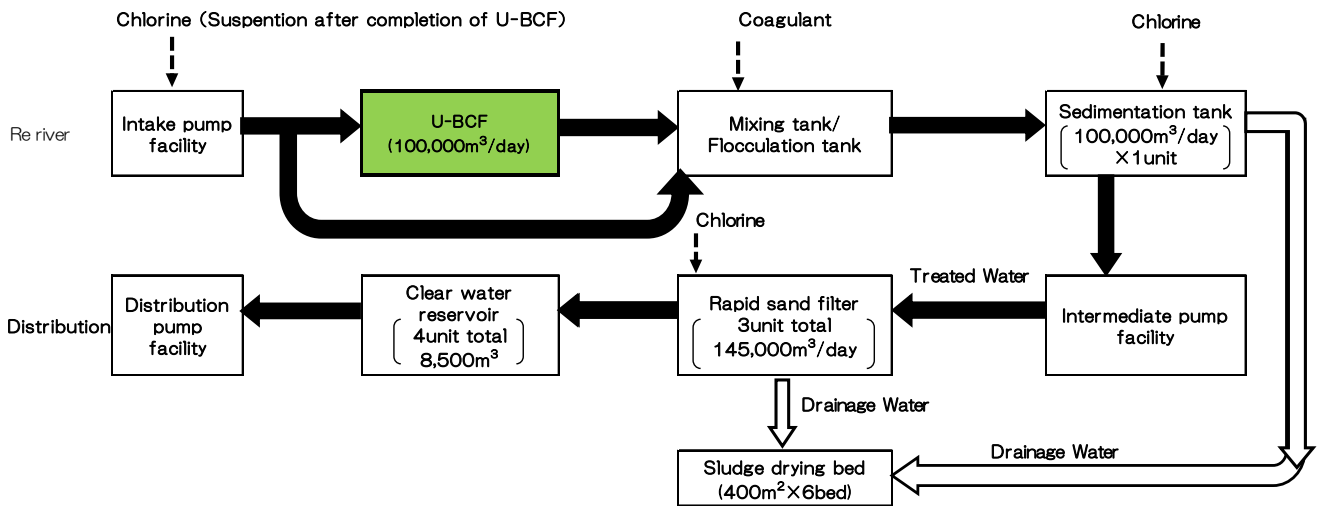 Chlorine (Suspention after completion of U-BCF)
Coagulant
Chlorine
Re river
Intake pump
facility
U-BCF
(100,000m³/day)
Mixing tank/
Flocculation tank
Sedimentation tank
100,000m³/day
×1unit
Chlorine
Treated Water
Distribution
Distribution
pump
facility
Clear water
reservoir
4unit total
8,500m³
Rapid sand filter
3unit total
145,000m³/day
Intermediate pump
facility
Drainage Water
Drainage Water
Sludge drying bed
(400m²×6bed)